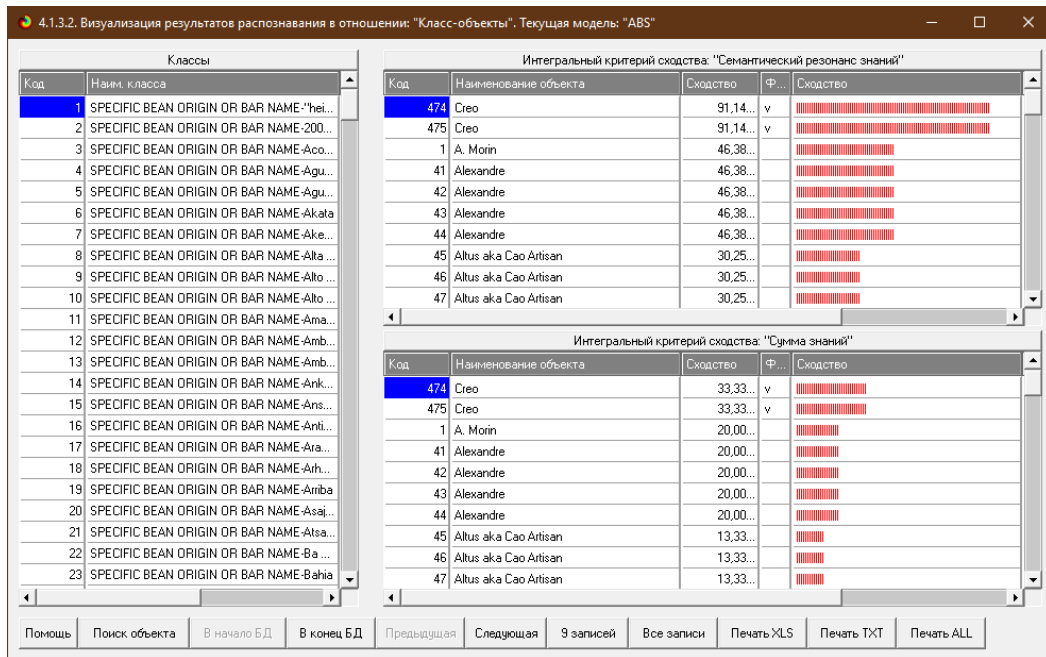 4.1.3.2. Визуализация результатов распознавания в отношении: "Класс-объекты". Текущая модель: "ABS"
Классы
Код Наим. класса
1 SPECIFIC BEAN ORIGIN OR BAR NAME-"hei...
2 SPECIFIC BEAN ORIGIN OR BAR NAME-200...
3 SPECIFIC BEAN ORIGIN OR BAR NAME-Aco...
4 SPECIFIC BEAN ORIGIN OR BAR NAME-Agu...
5 SPECIFIC BEAN ORIGIN OR BAR NAME-Agu...
6 SPECIFIC BEAN ORIGIN OR BAR NAME-Akata
7 SPECIFIC BEAN ORIGIN OR BAR NAME-Ake...
8 SPECIFIC BEAN ORIGIN OR BAR NAME-Alta ...
9 SPECIFIC BEAN ORIGIN OR BAR NAME-Alto ...
10 SPECIFIC BEAN ORIGIN OR BAR NAME-Alto ...
11 SPECIFIC BEAN ORIGIN OR BAR NAME-Ama...
12 SPECIFIC BEAN ORIGIN OR BAR NAME-Amb...
13 SPECIFIC BEAN ORIGIN OR BAR NAME-Amb...
14 SPECIFIC BEAN ORIGIN OR BAR NAME-Ank...
15 SPECIFIC BEAN ORIGIN OR BAR NAME-Ans...
16 SPECIFIC BEAN ORIGIN OR BAR NAME-Anti...
17 SPECIFIC BEAN ORIGIN OR BAR NAME-Ara...
18 SPECIFIC BEAN ORIGIN OR BAR NAME-Arh...
19 SPECIFIC BEAN ORIGIN OR BAR NAME-Arriba
20 SPECIFIC BEAN ORIGIN OR BAR NAME-Asaj...
21 SPECIFIC BEAN ORIGIN OR BAR NAME-Atsa...
22 SPECIFIC BEAN ORIGIN OR BAR NAME-Ba ...
23 SPECIFIC BEAN ORIGIN OR BAR NAME-Bahia
Интегральный критерий сходства: "Семантический резонанс знаний"
Код Наименование объекта Сходство Ф... Сходство
474 Creo 91,14... v
475 Creo 91,14... v
1 A. Morin 46,38...
41 Alexandre 46,38...
42 Alexandre 46,38...
43 Alexandre 46,38...
44 Alexandre 46,38...
45 Altus aka Cao Artisan 30,25...
46 Altus aka Cao Artisan 30,25...
47 Altus aka Cao Artisan 30,25...
Интегральный критерий сходства: "Сумма знаний"
Код Наименование объекта Сходство Ф... Сходство
474 Creo 33,33... v
475 Creo 33,33... v
1 A. Morin 20,00...
41 Alexandre 20,00...
42 Alexandre 20,00...
43 Alexandre 20,00...
44 Alexandre 20,00...
45 Altus aka Cao Artisan 13,33...
46 Altus aka Cao Artisan 13,33...
47 Altus aka Cao Artisan 13,33...
Помощь Поиск объекта В начало БД В конец БД Предыдущая Следующая 9 записей Все записи Печать XLS Печать TXT Печать ALL